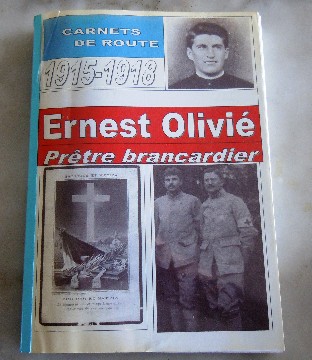 CARNETS
DE ROUTE
1915-1918
Ernest Olivié
Prêtre brancardier